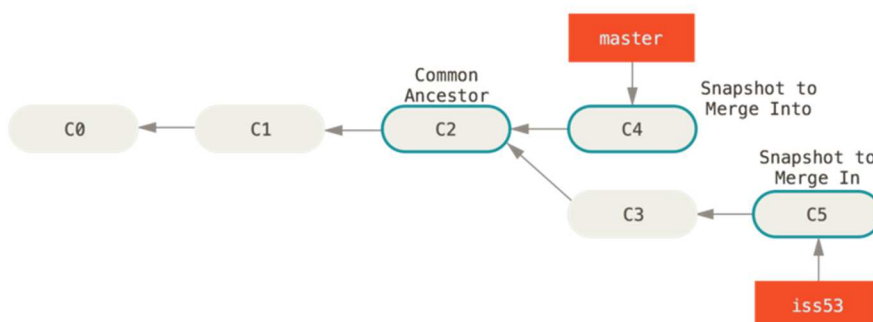 master
Common
Ancestor
Snapshot to
Merge Into
C0
C1
C2
C4
Snapshot to
Merge In
C3
C5
iss53